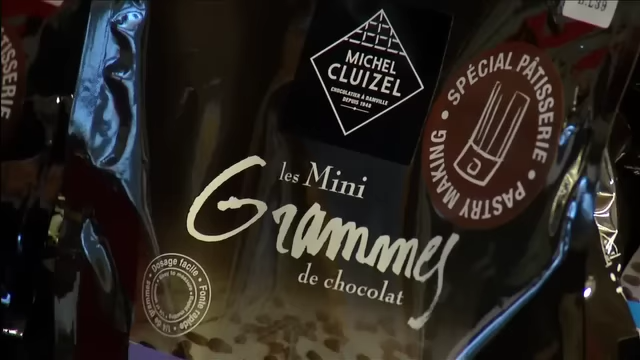 MICHEL
CLUIZEL
CHOCOLATIER À DAMVILLE
DEPUIS 1948
SPÉCIAL PÂTISSERIE • PASTRY MAKING •
les Mini
Grammes
de chocolat
Dosage facile • Fonte rapide •